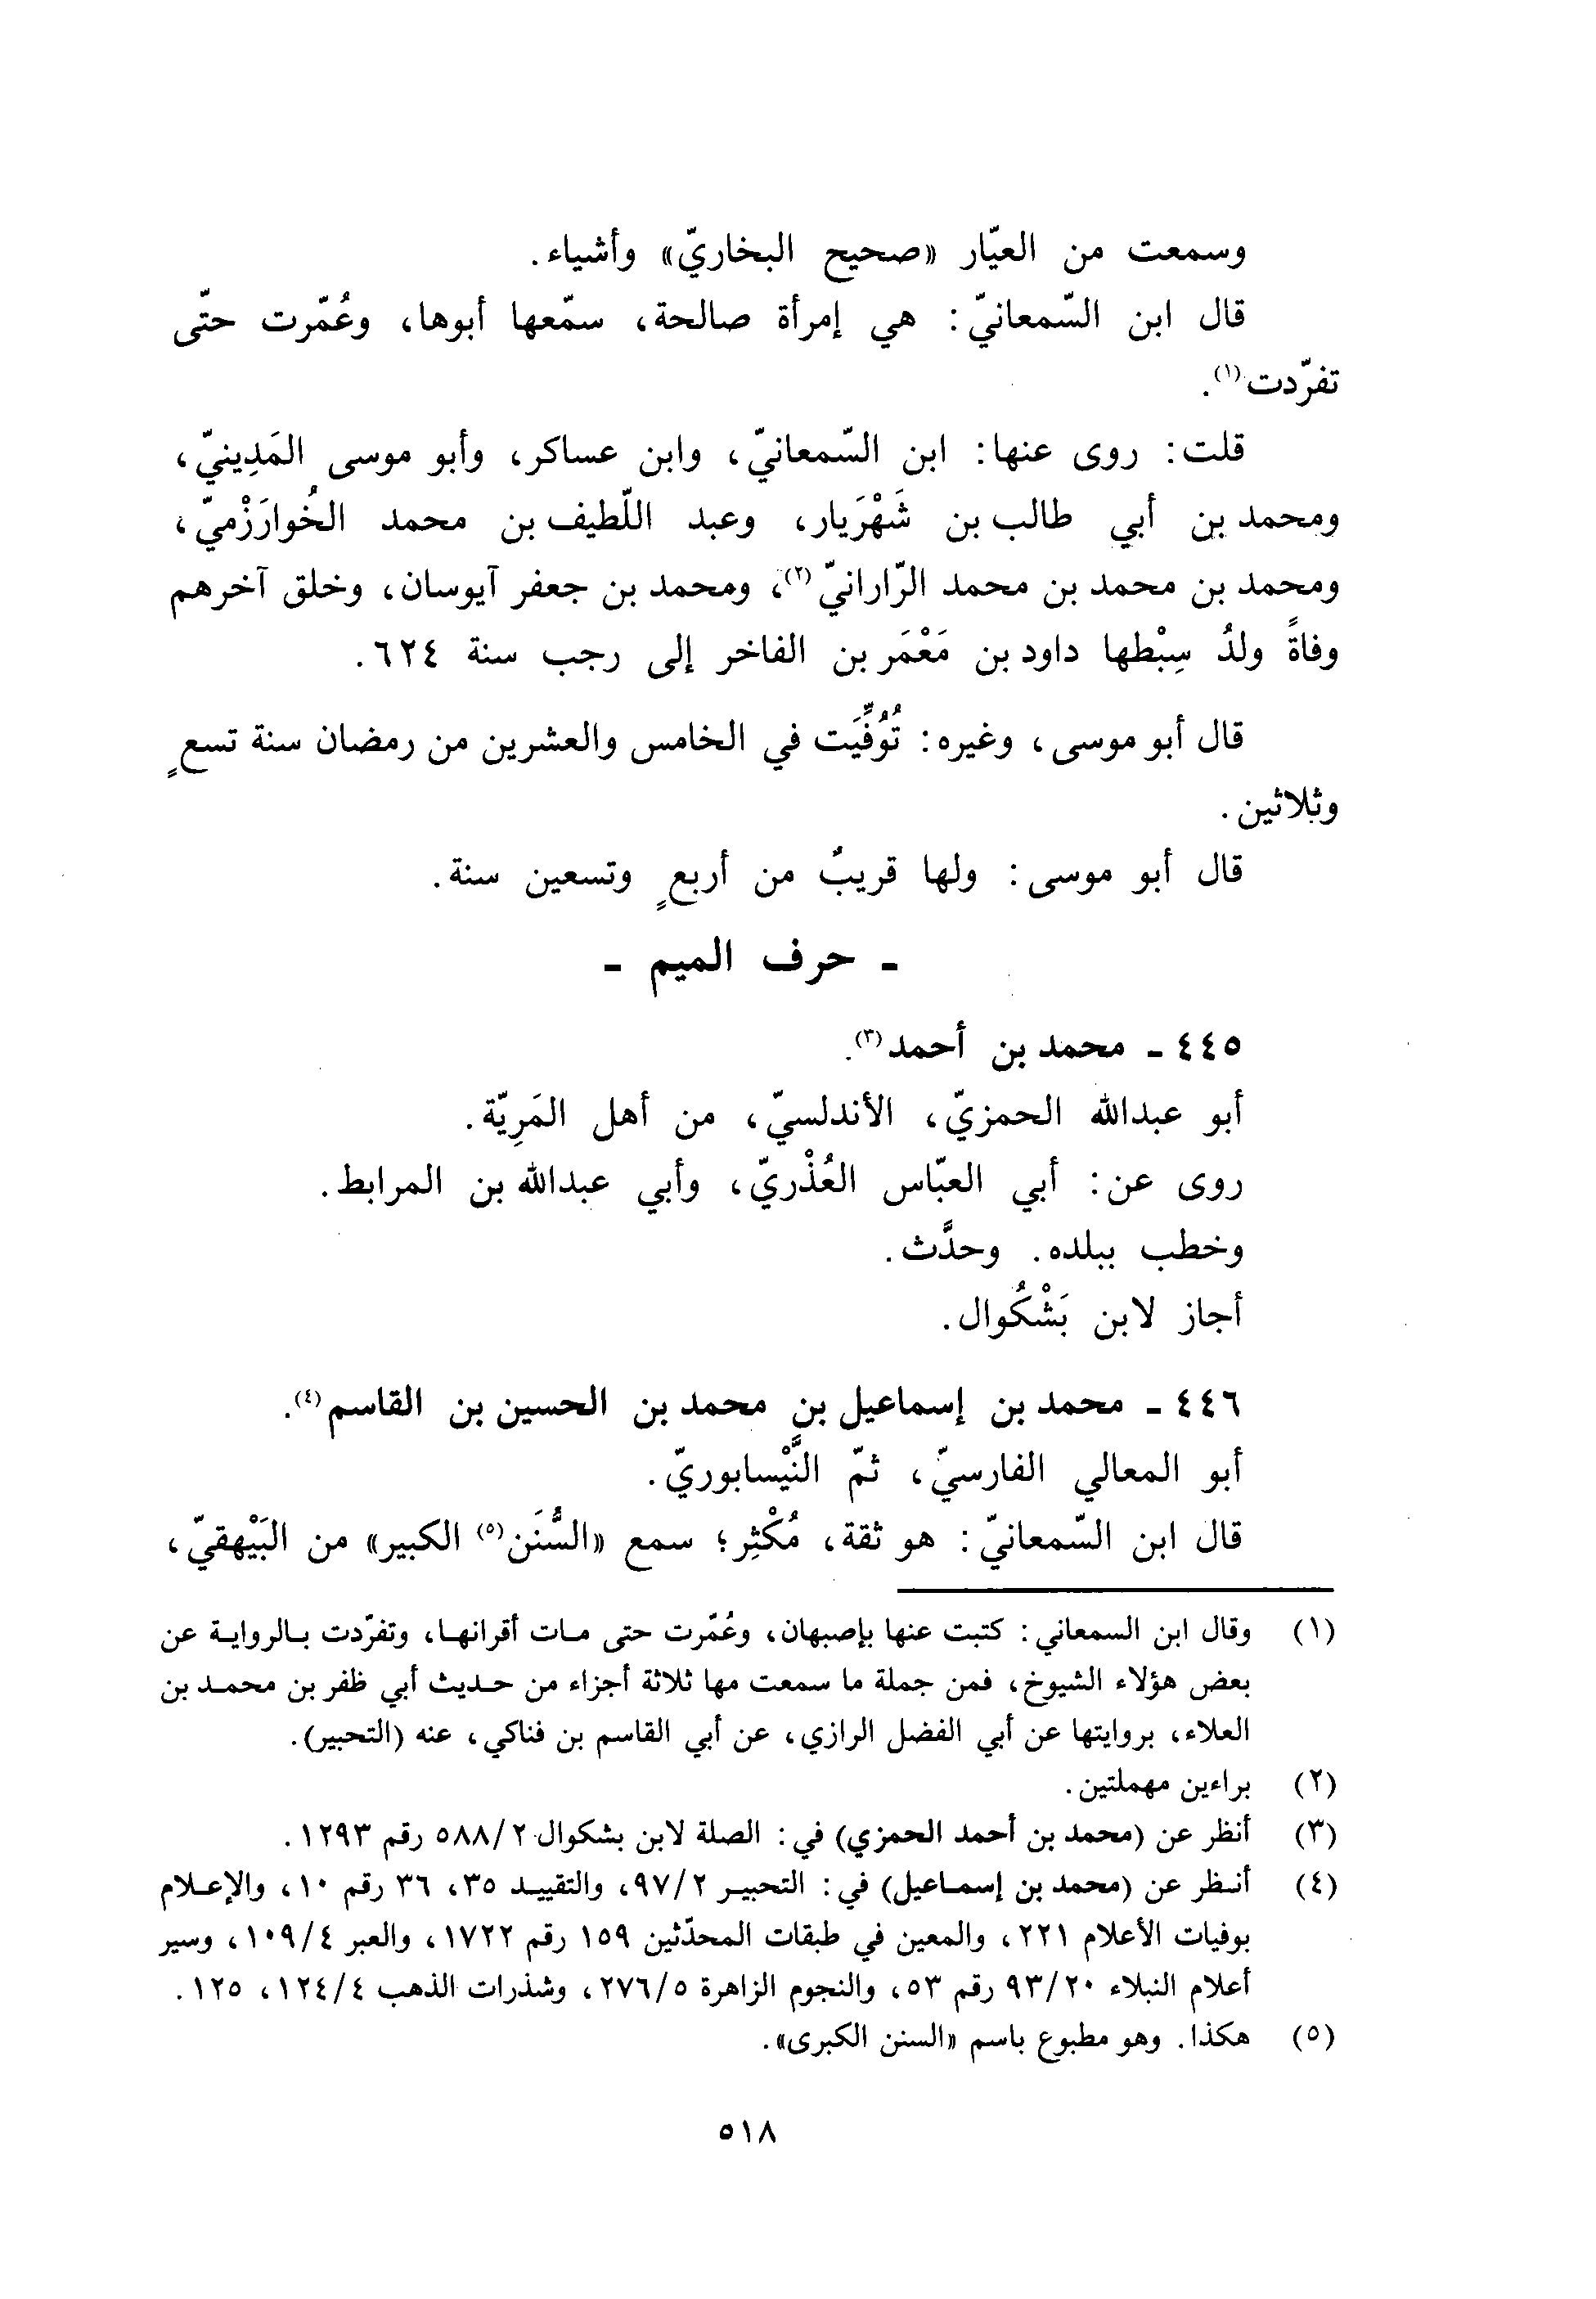 وسمعت من العيّار «صحيح البخاريّ» وأشياء.
قال ابن السّمعانيّ: هي إمرأة صالحة، سمّعها أبوها، وعُمّرت حتّى
تفرّدت(١).
قلت: روى عنها: ابن السّمعانيّ، وابن عساكر، وأبو موسى المَدِينيّ،
ومحمد بن أبي طالب بن شَهْرَيار، وعبد اللّطيف بن محمد الخُوارَزْميّ،
ومحمد بن محمد بن محمد الرّارانيّ(٢)، ومحمد بن جعفر آيوسان، وخلق آخرهم
وفاةً ولدُ سِبْطها داود بن مَعْمَر بن الفاخر إلى رجب سنة ٦٢٤.
قال أبو موسى، وغيره: تُوُفِّيَت في الخامس والعشرين من رمضان سنة تسعٍ
وثلاثين.
قال أبو موسى: ولها قريبٌ من أربعٍ وتسعين سنة.
ـ حرف الميم ـ
٤٤٥ ـ محمد بن أحمد(٣).
أبو عبدالله الحمزيّ، الأندلسيّ، من أهل المَرِيّة.
روى عن: أبي العبّاس العُذْريّ، وأبي عبدالله بن المرابط.
وخطب ببلده. وحدَّث.
أجاز لابن بَشْكُوال.
٤٤٦ ـ محمد بن إسماعيل بن محمد بن الحسين بن القاسم(٤).
أبو المعالي الفارسيّ، ثمّ النَّيْسابوريّ.
قال ابن السّمعانيّ: هو ثقة، مُكْثِر؛ سمع «السُّنَن(٥) الكبير» من البَيْهقيّ،
(١) وقال ابن السمعاني: كتبت عنها بإصبهان، وعُمّرت حتى مات أقرانها، وتفرّدت بالرواية عن
بعض هؤلاء الشيوخ، فمن جملة ما سمعت مها ثلاثة أجزاء من حديث أبي ظفر بن محمد بن
العلاء، بروايتها عن أبي الفضل الرازي، عن أبي القاسم بن فناكي، عنه (التحبير).
(٢) براءين مهملتين.
(٣) أنظر عن (محمد بن أحمد الحمزي) في: الصلة لابن بشكوال ٢/٥٨٨ رقم ١٢٩٣.
(٤) أنظر عن (محمد بن إسماعيل) في: التحبير ٢/٩٧، والتقييد ٣٥، ٣٦ رقم ١٠، والإعلام
بوفيات الأعلام ٢٢١، والمعين في طبقات المحدّثين ١٥٩ رقم ١٧٢٢، والعبر ٤/١٠٩، وسير
أعلام النبلاء ٢٠/٩٣ رقم ٥٣، والنجوم الزاهرة ٥/٢٧٦، وشذرات الذهب ٤/١٢٤، ١٢٥.
(٥) هكذا. وهو مطبوع باسم «السنن الكبرى».
٥١٨